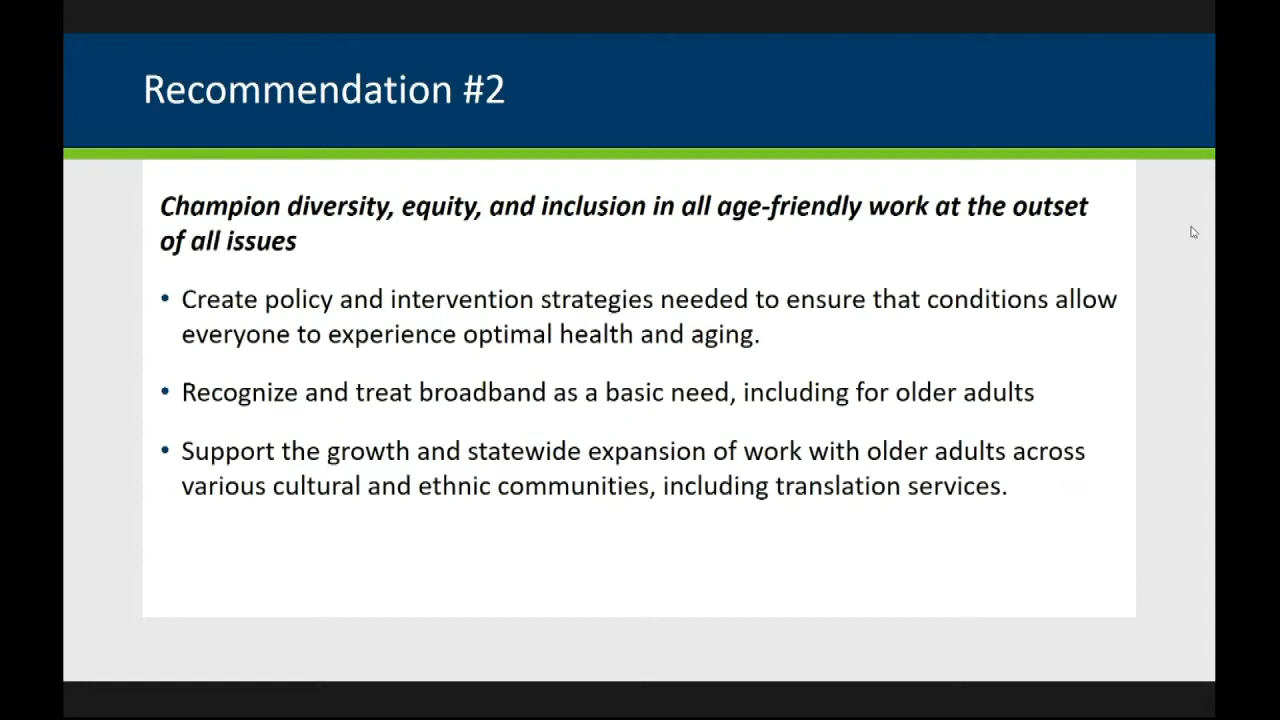 Recommendation #2
Champion diversity, equity, and inclusion in all age-friendly work at the outset
of all issues
• Create policy and intervention strategies needed to ensure that conditions allow
everyone to experience optimal health and aging.
• Recognize and treat broadband as a basic need, including for older adults
• Support the growth and statewide expansion of work with older adults across
various cultural and ethnic communities, including translation services.